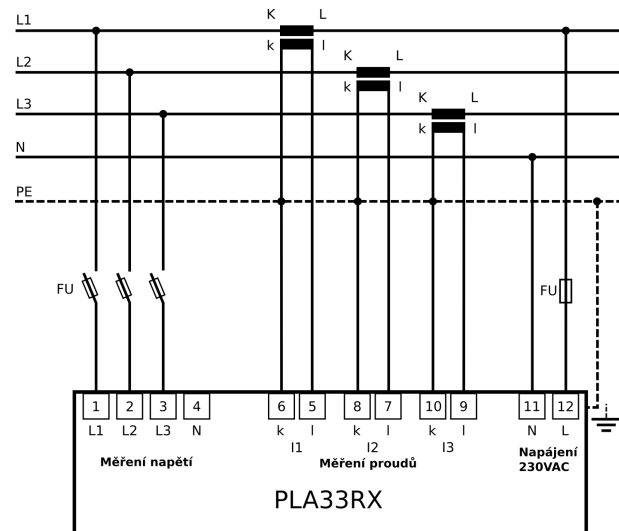 L1
K L
k l
L2
K L
k l
L3
K L
k l
N
PE
FU
FU
1 2 3 4 6 5 8 7 10 9 11 12
L1 L2 L3 N k l k l k l N L
I1 I2 I3
Měření napětí
Měření proudů
Napájení
230VAC
PLA33RX